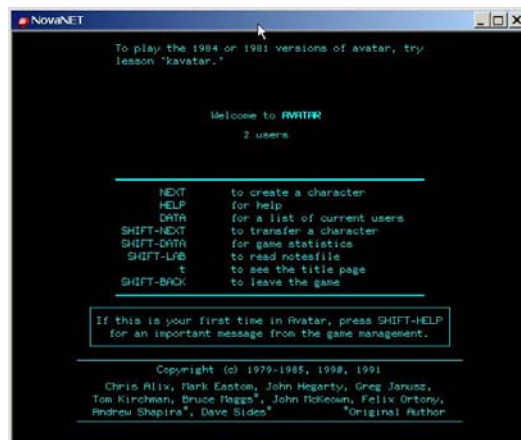 NovaNET
To play the 1984 or 1981 versions of avatar, try
lesson "kavatar."
Welcome to AVATAR
2 users
NEXT to create a character
HELP for help
DATA for a list of current users
SHIFT-NEXT to transfer a character
SHIFT-DATA for game statistics
SHIFT-LAB to read notesfile
t to see the title page
SHIFT-BACK to leave the game
If this is your first time in Avatar, press SHIFT-HELP
for an important message from the game management.
Copyright (c) 1979-1985, 1990, 1991
Chris Alix, Mark Eastom, John Hegarty, Greg Janusz,
Tom Kirchman, Bruce Maggs*, John McKeown, Felix Ortony,
Andrew Shapira*, Dave Sides* *Original Author